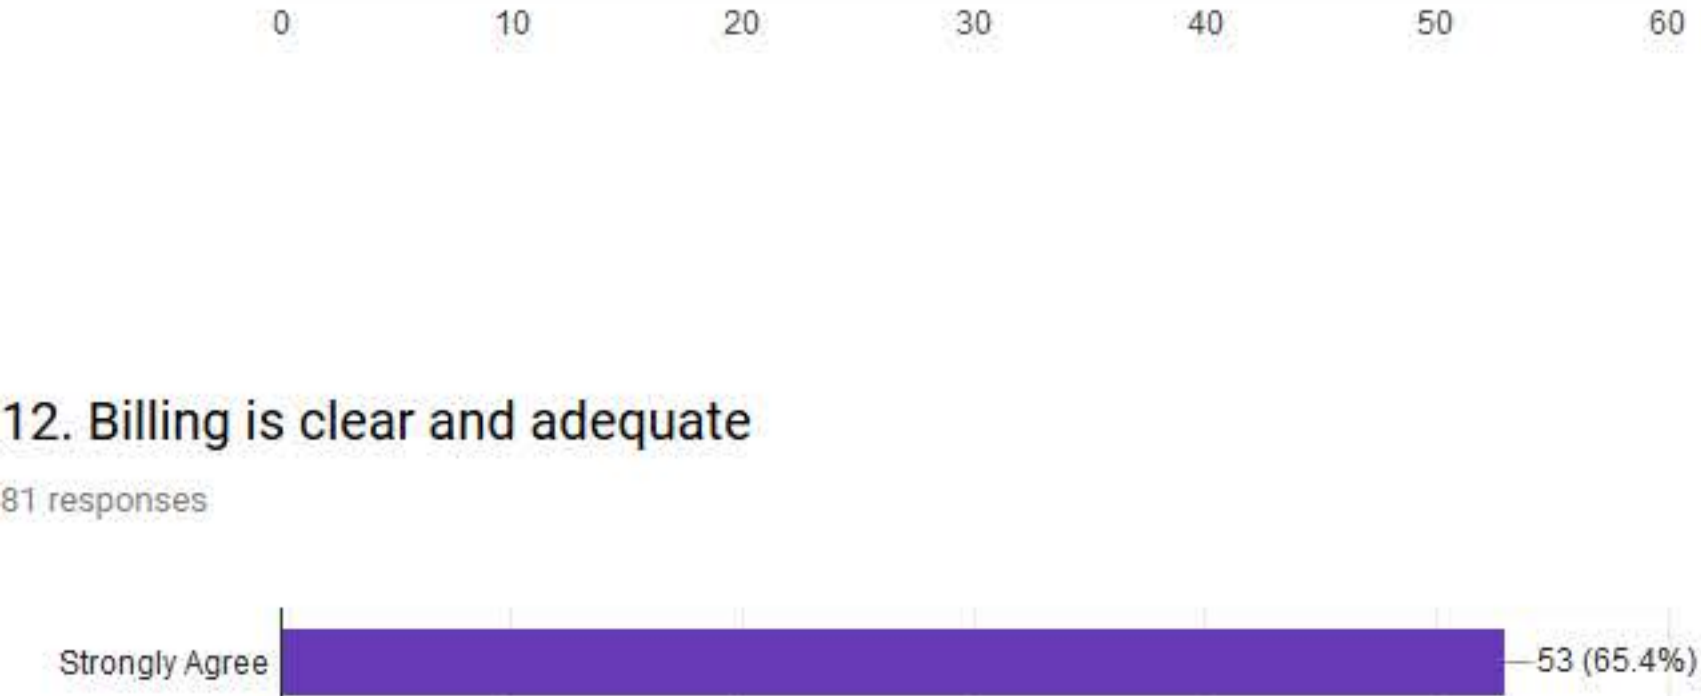 0 10 20 30 40 50 60
12. Billing is clear and adequate
81 responses
Strongly Agree 53 (65.4%)